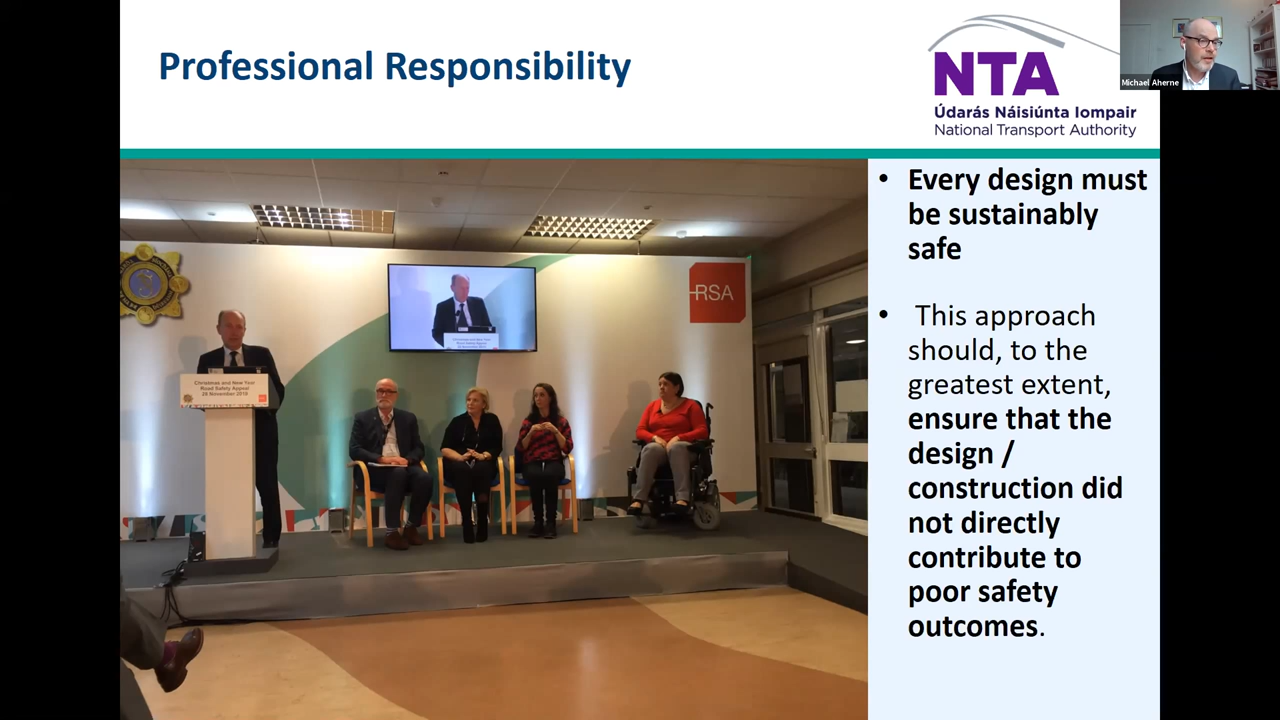 Professional Responsibility
NTA
Údarás Náisiúnta Iompair
National Transport Authority
Michael Aherne
• Every design must
be sustainably
safe
• This approach
should, to the
greatest extent,
ensure that the
design /
construction did
not directly
contribute to
poor safety
outcomes.
RSA
Christmas and New Year
Road Safety Appeal